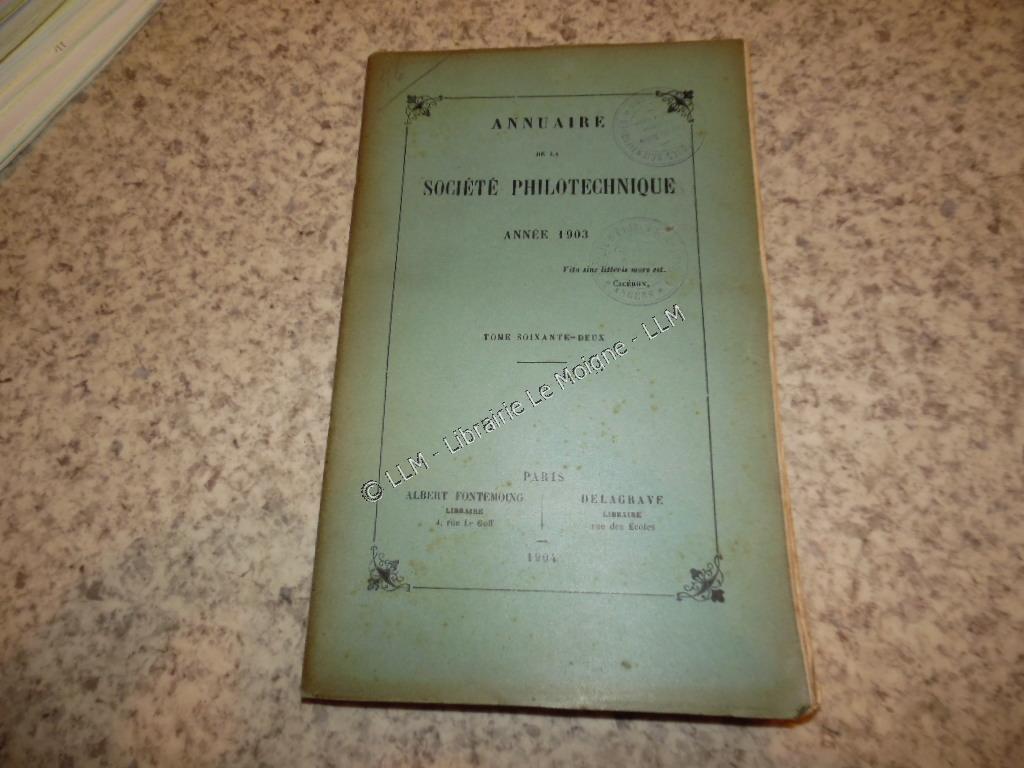 ANNUAIRE
DE LA
SOCIÉTÉ PHILOTECHNIQUE
ANNÉE 1903
Vita sine litteris mors est.
CICÉRON.
TOME SOIXANTE-DEUX
© LLM - Librairie Le Moigne - LLM
PARIS
ALBERT FONTEMOING
LIBRAIRE
4, rue Le Goff
DELAGRAVE
LIBRAIRE
rue des Écoles
1904